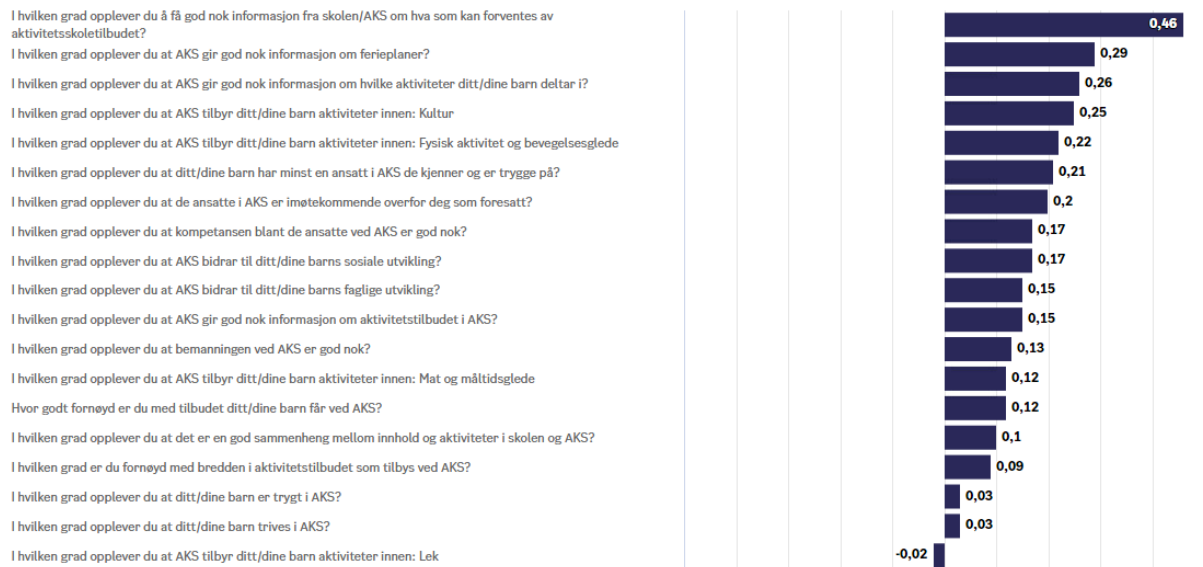 I hvilken grad opplever du å få god nok informasjon fra skolen/AKS om hva som kan forventes av
aktivitetsskoletilbudet?
0,46
I hvilken grad opplever du at AKS gir god nok informasjon om ferieplaner?
0,29
I hvilken grad opplever du at AKS gir god nok informasjon om hvilke aktiviteter ditt/dine barn deltar i?
0,26
I hvilken grad opplever du at AKS tilbyr ditt/dine barn aktiviteter innen: Kultur
0,25
I hvilken grad opplever du at AKS tilbyr ditt/dine barn aktiviteter innen: Fysisk aktivitet og bevegelsesglede
0,22
I hvilken grad opplever du at ditt/dine barn har minst en ansatt i AKS de kjenner og er trygge på?
0,21
I hvilken grad opplever du at de ansatte i AKS er imøtekommende overfor deg som foresatt?
0,2
I hvilken grad opplever du at kompetansen blant de ansatte ved AKS er god nok?
0,17
I hvilken grad opplever du at AKS bidrar til ditt/dine barns sosiale utvikling?
0,17
I hvilken grad opplever du at AKS bidrar til ditt/dine barns faglige utvikling?
0,15
I hvilken grad opplever du at AKS gir god nok informasjon om aktivitetstilbudet i AKS?
0,15
I hvilken grad opplever du at bemanningen ved AKS er god nok?
0,13
I hvilken grad opplever du at AKS tilbyr ditt/dine barn aktiviteter innen: Mat og måltidsglede
0,12
Hvor godt fornøyd er du med tilbudet ditt/dine barn får ved AKS?
0,12
I hvilken grad opplever du at det er en god sammenheng mellom innhold og aktiviteter i skolen og AKS?
0,1
I hvilken grad er du fornøyd med bredden i aktivitetstilbudet som tilbys ved AKS?
0,09
I hvilken grad opplever du at ditt/dine barn er trygt i AKS?
0,03
I hvilken grad opplever du at ditt/dine barn trives i AKS?
0,03
I hvilken grad opplever du at AKS tilbyr ditt/dine barn aktiviteter innen: Lek
-0,02